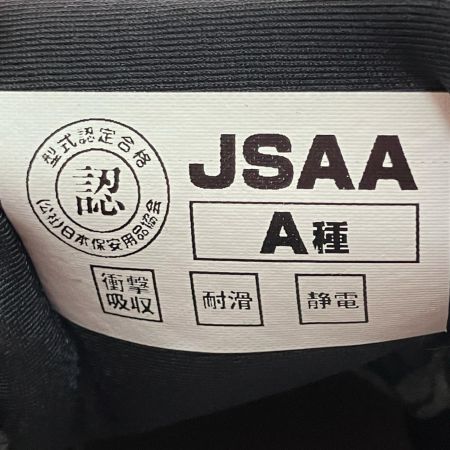 型式認定合格
認
(公社)日本保安用品協会
JSAA
A種
衝撃
吸収
耐滑
静電